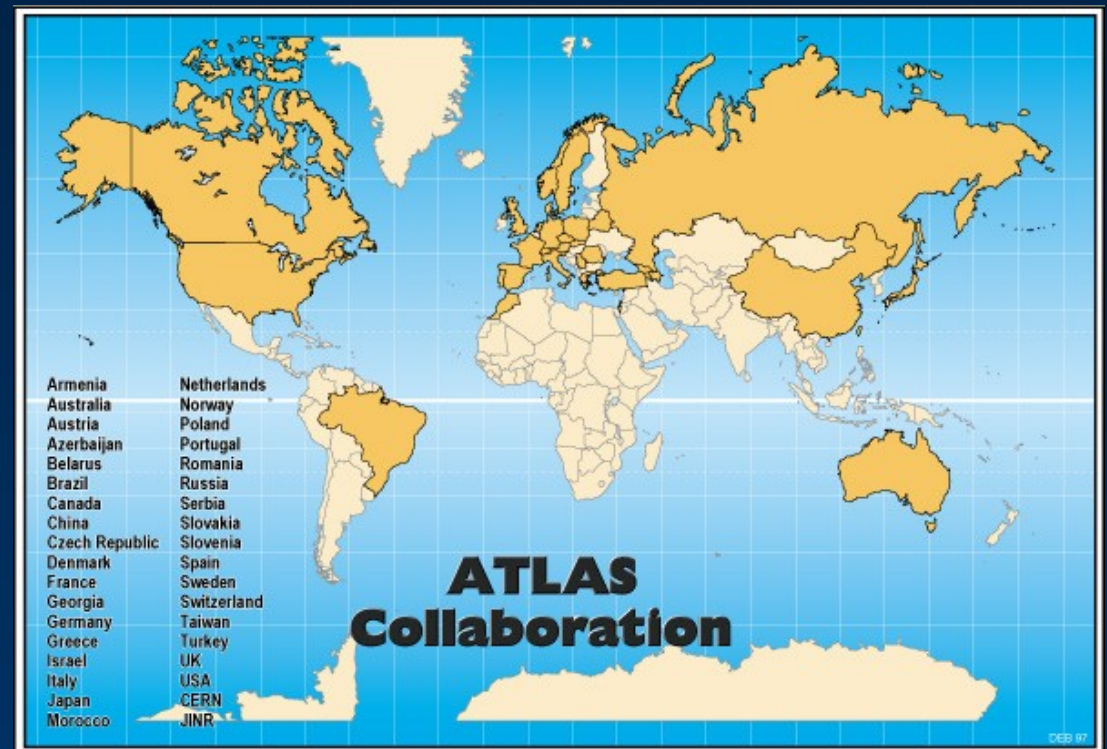 Armenia
Australia
Austria
Azerbaijan
Belarus
Brazil
Canada
China
Czech Republic
Denmark
France
Georgia
Germany
Greece
Israel
Italy
Japan
Morocco
Netherlands
Norway
Poland
Portugal
Romania
Russia
Serbia
Slovakia
Slovenia
Spain
Sweden
Switzerland
Taiwan
Turkey
UK
USA
CERN
JINR
ATLAS
Collaboration
DEB 97